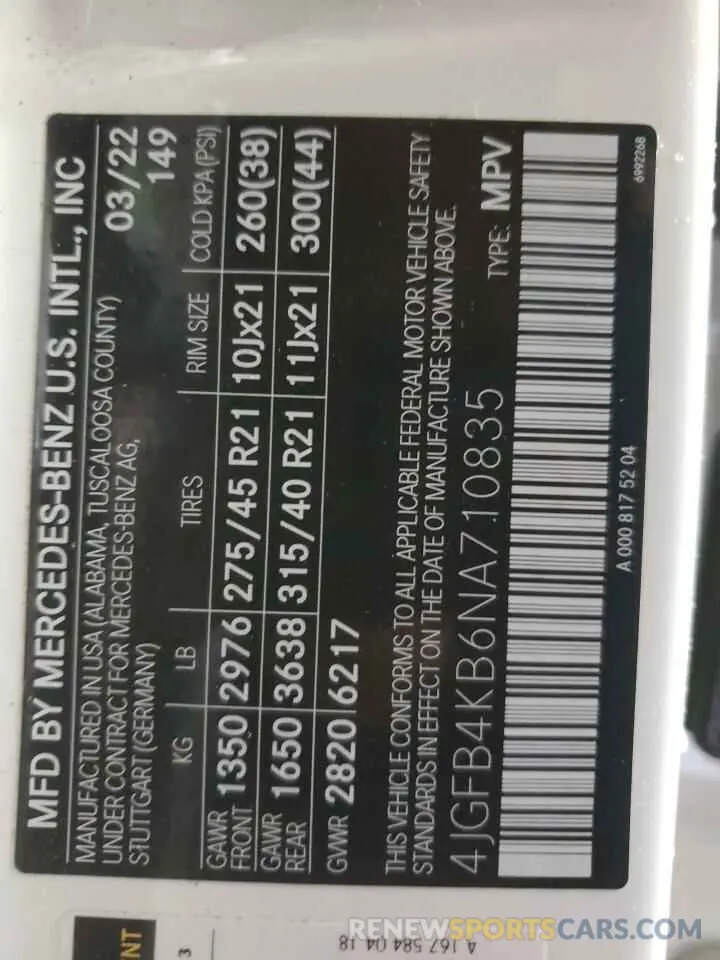 MFD BY MERCEDES-BENZ U.S. INTL., INC
MANUFACTURED IN USA (ALABAMA, TUSCALOOSA COUNTY) 03/22
UNDER CONTRACT FOR MERCEDES-BENZ AG, 149
STUTTGART (GERMANY)
KG LB TIRES RIM SIZE COLD KPA (PSI)
GAWR FRONT 1350 2976 275/45 R21 10Jx21 260(38)
GAWR REAR 1650 3638 315/40 R21 11Jx21 300(44)
GVWR 2820 6217
THIS VEHICLE CONFORMS TO ALL APPLICABLE FEDERAL MOTOR VEHICLE SAFETY
STANDARDS IN EFFECT ON THE DATE OF MANUFACTURE SHOWN ABOVE.
4JGFB4KB6NA710835 TYPE: MPV
A 000 817 52 04
6992268
NT
3
A 167 584 04 18
RENEWSPORTSCARS.COM